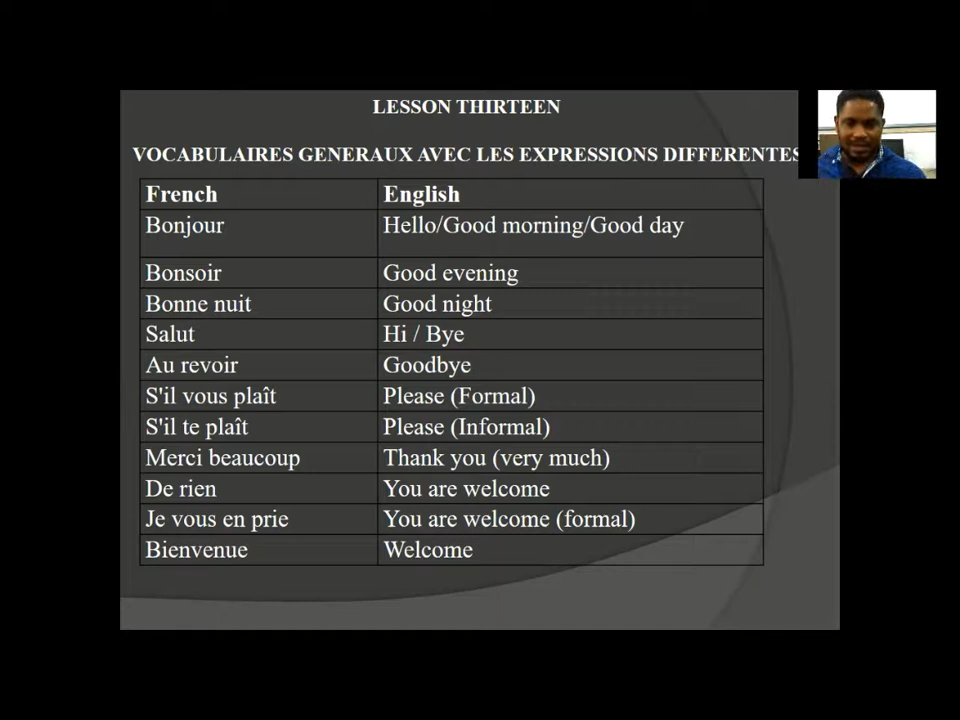 LESSON THIRTEEN
VOCABULAIRES GENERAUX AVEC LES EXPRESSIONS DIFFERENTES
French English
Bonjour Hello/Good morning/Good day
Bonsoir Good evening
Bonne nuit Good night
Salut Hi / Bye
Au revoir Goodbye
S'il vous plaît Please (Formal)
S'il te plaît Please (Informal)
Merci beaucoup Thank you (very much)
De rien You are welcome
Je vous en prie You are welcome (formal)
Bienvenue Welcome